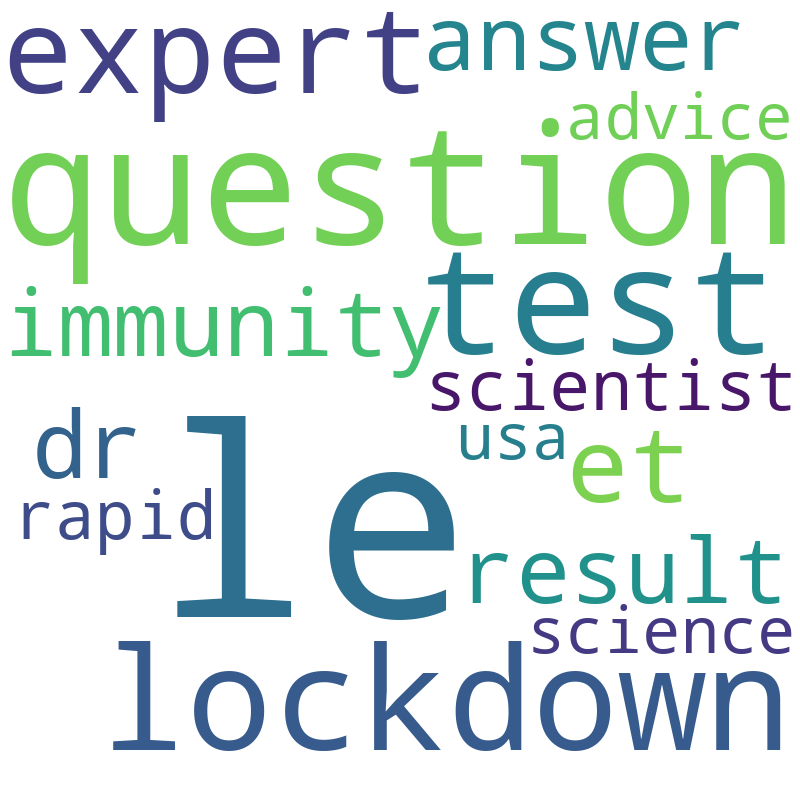 expert answer
advice
question
test
immunity
scientist
dr usa et
rapid
le
result
science
lockdown